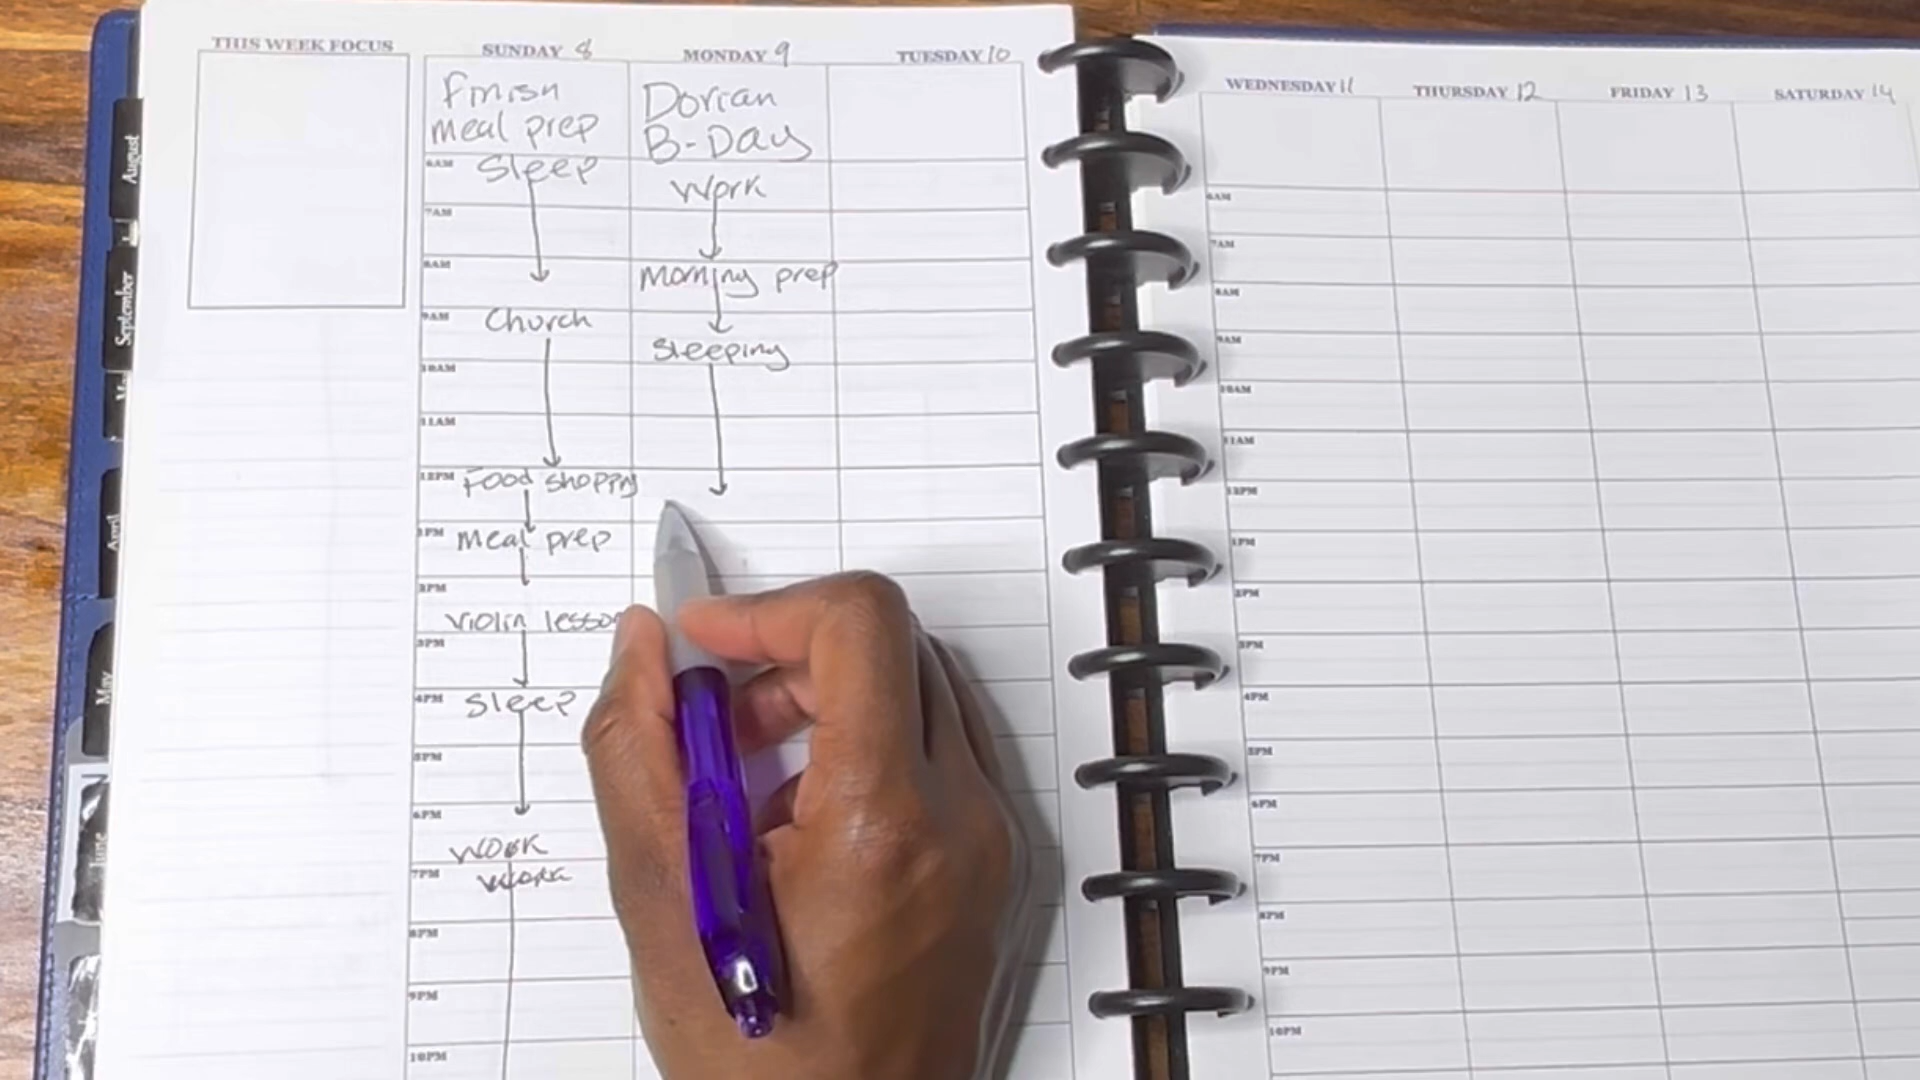 THIS WEEK FOCUS
SUNDAY 8
MONDAY 9
TUESDAY 10
WEDNESDAY 11
THURSDAY 12
FRIDAY 13
SATURDAY 14
Finish
meal prep
6AM
Sleep
7AM
8AM
9AM
Church
10AM
11AM
12PM
Food shoppng
1PM
Meal prep
2PM
Violin lesson
3PM
4PM
Sleep
5PM
6PM
Work
7PM
Work
8PM
9PM
10PM
Dorian
B-Day
Work
Morning prep
Sleeping
6AM
7AM
8AM
9AM
10AM
11AM
12PM
1PM
2PM
3PM
4PM
5PM
6PM
7PM
8PM
9PM
10PM
August
September
April
May
June